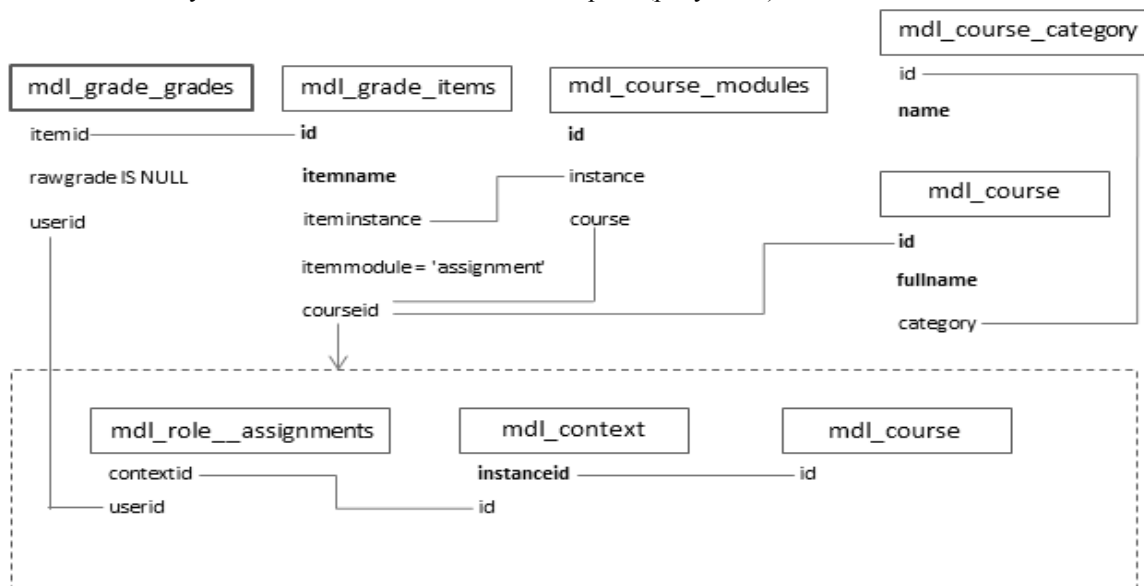 mdl_course_category
id
name
mdl_grade_grades
itemid
rawgrade IS NULL
userid
mdl_grade_items
id
itemname
iteminstance
itemmodule = 'assignment'
courseid
mdl_course_modules
id
instance
course
mdl_course
id
fullname
category
mdl_role__assignments
contextid
userid
mdl_context
instanceid
id
mdl_course
id